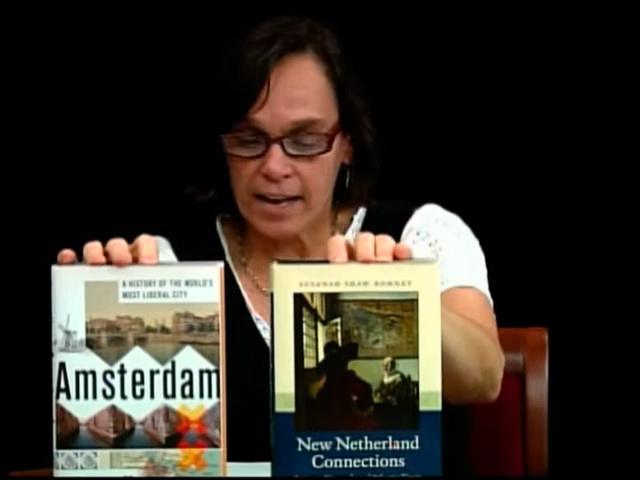 A HISTORY OF THE WORLD'S
MOST LIBERAL CITY
Amsterdam
SUSANAH SHAW ROMNEY
New Netherland
Connections